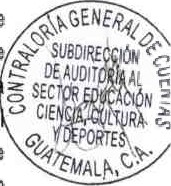 CONTRALORÍA GENERAL DE CUENTAS
SUBDIRECCIÓN
DE AUDITORÍA AL
SECTOR EDUCACIÓN
CIENCIA, CULTURA
Y DEPORTES
GUATEMALA, C.A.